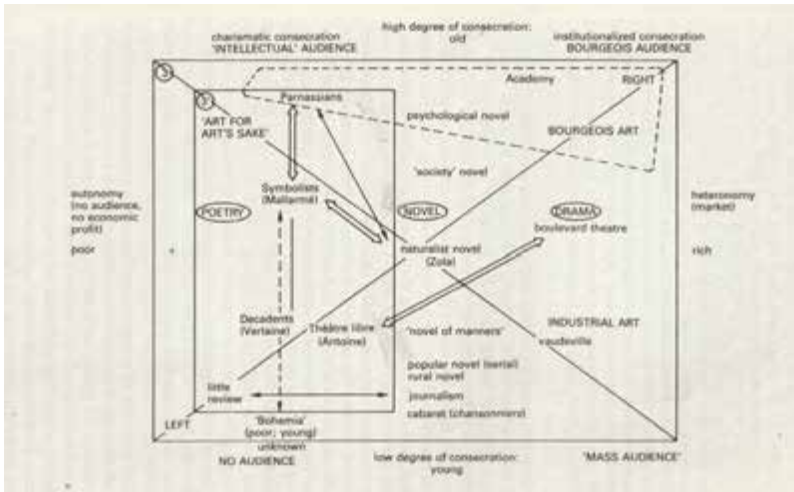 high degree of consecration:
old
charismatic consecration
'INTELLECTUAL' AUDIENCE
institutionalized consecration
BOURGEOIS AUDIENCE
Academy
RIGHT
Parnassians
'ART FOR
ART'S SAKE'
psychological novel
BOURGEOIS ART
'society' novel
autonomy
(no audience,
no economic
profit)
poor
Symbolists
(Mallarmé)
POETRY
NOVEL
DRAMA
boulevard theatre
heteronomy
(market)
rich
naturalist novel
(Zola)
Decadents
(Verlaine)
Théâtre libre
(Antoine)
'novel of manners'
INDUSTRIAL ART
vaudeville
popular novel (serial)
rural novel
little
review
journalism
cabaret (chansonniers)
LEFT
'Bohemia'
(poor; young)
unknown
NO AUDIENCE
low degree of consecration:
young
'MASS AUDIENCE'